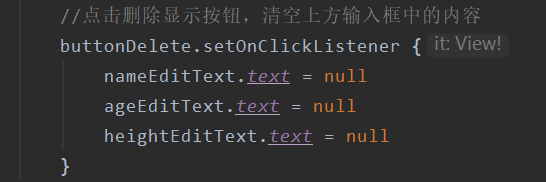 //点击删除显示按钮，清空上方输入框中的内容
buttonDelete.setOnClickListener { it: View!
nameEditText.text = null
ageEditText.text = null
heightEditText.text = null
}